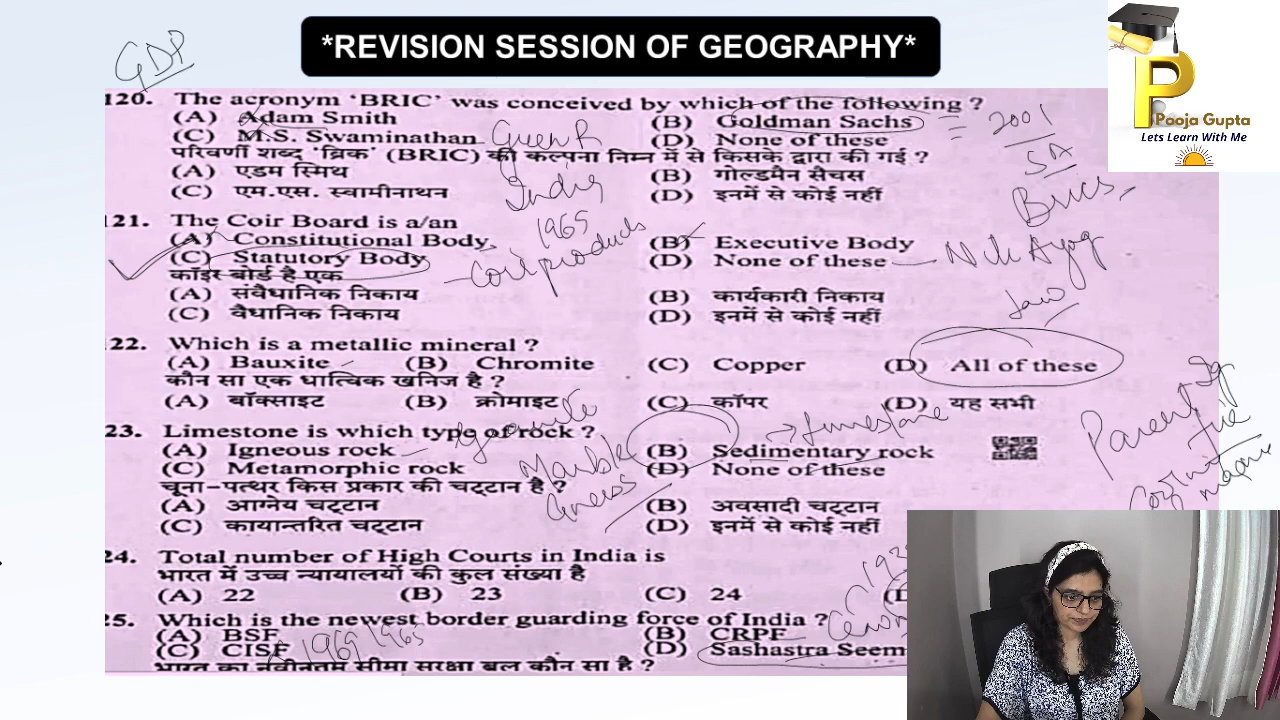 *REVISION SESSION OF GEOGRAPHY*
GDP
Pooja Gupta
Lets Learn With Me
120. The acronym 'BRIC' was conceived by which of the following ?
(A) Adam Smith (B) Goldman Sachs = 2001
(C) M.S. Swaminathan (D) None of these
Green R
India
SA
Brics
परिवर्णी शब्द 'ब्रिक' (BRIC) की कल्पना निम्न में से किसके द्वारा की गई ?
(A) एडम स्मिथ (B) गोल्डमैन सैचस
(C) एम.एस. स्वामीनाथन (D) इनमें से कोई नहीं
121. The Coir Board is a/an
(A) Constitutional Body (B) Executive Body
(C) Statutory Body (D) None of these
1965
Coir products
कॉइर बोर्ड है एक
(A) संवैधानिक निकाय (B) कार्यकारी निकाय
(C) वैधानिक निकाय (D) इनमें से कोई नहीं
22. Which is a metallic mineral ?
(A) Bauxite (B) Chromite (C) Copper (D) All of these
कौन सा एक धात्विक खनिज है ?
(A) बॉक्साइट (B) क्रोमाइट (C) कॉपर (D) यह सभी
23. Limestone is which type of rock ?
(A) Igneous rock (B) Sedimentary rock
(C) Metamorphic rock (D) None of these
Granite
Marble
Gneiss
Limestone
Parent
चूना-पत्थर किस प्रकार की चट्टान है ?
(A) आग्नेय चट्टान (B) अवसादी चट्टान
(C) कायान्तरित चट्टान (D) इनमें से कोई नहीं
24. Total number of High Courts in India is
भारत में उच्च न्यायालयों की कुल संख्या है
(A) 22 (B) 23 (C) 24
25. Which is the newest border guarding force of India ?
(A) BSF (B) CRPF
(C) CISF (D) Sashastra Seem
1969 1965
भारत का नवीनतम सीमा सुरक्षा बल कौन सा है ?